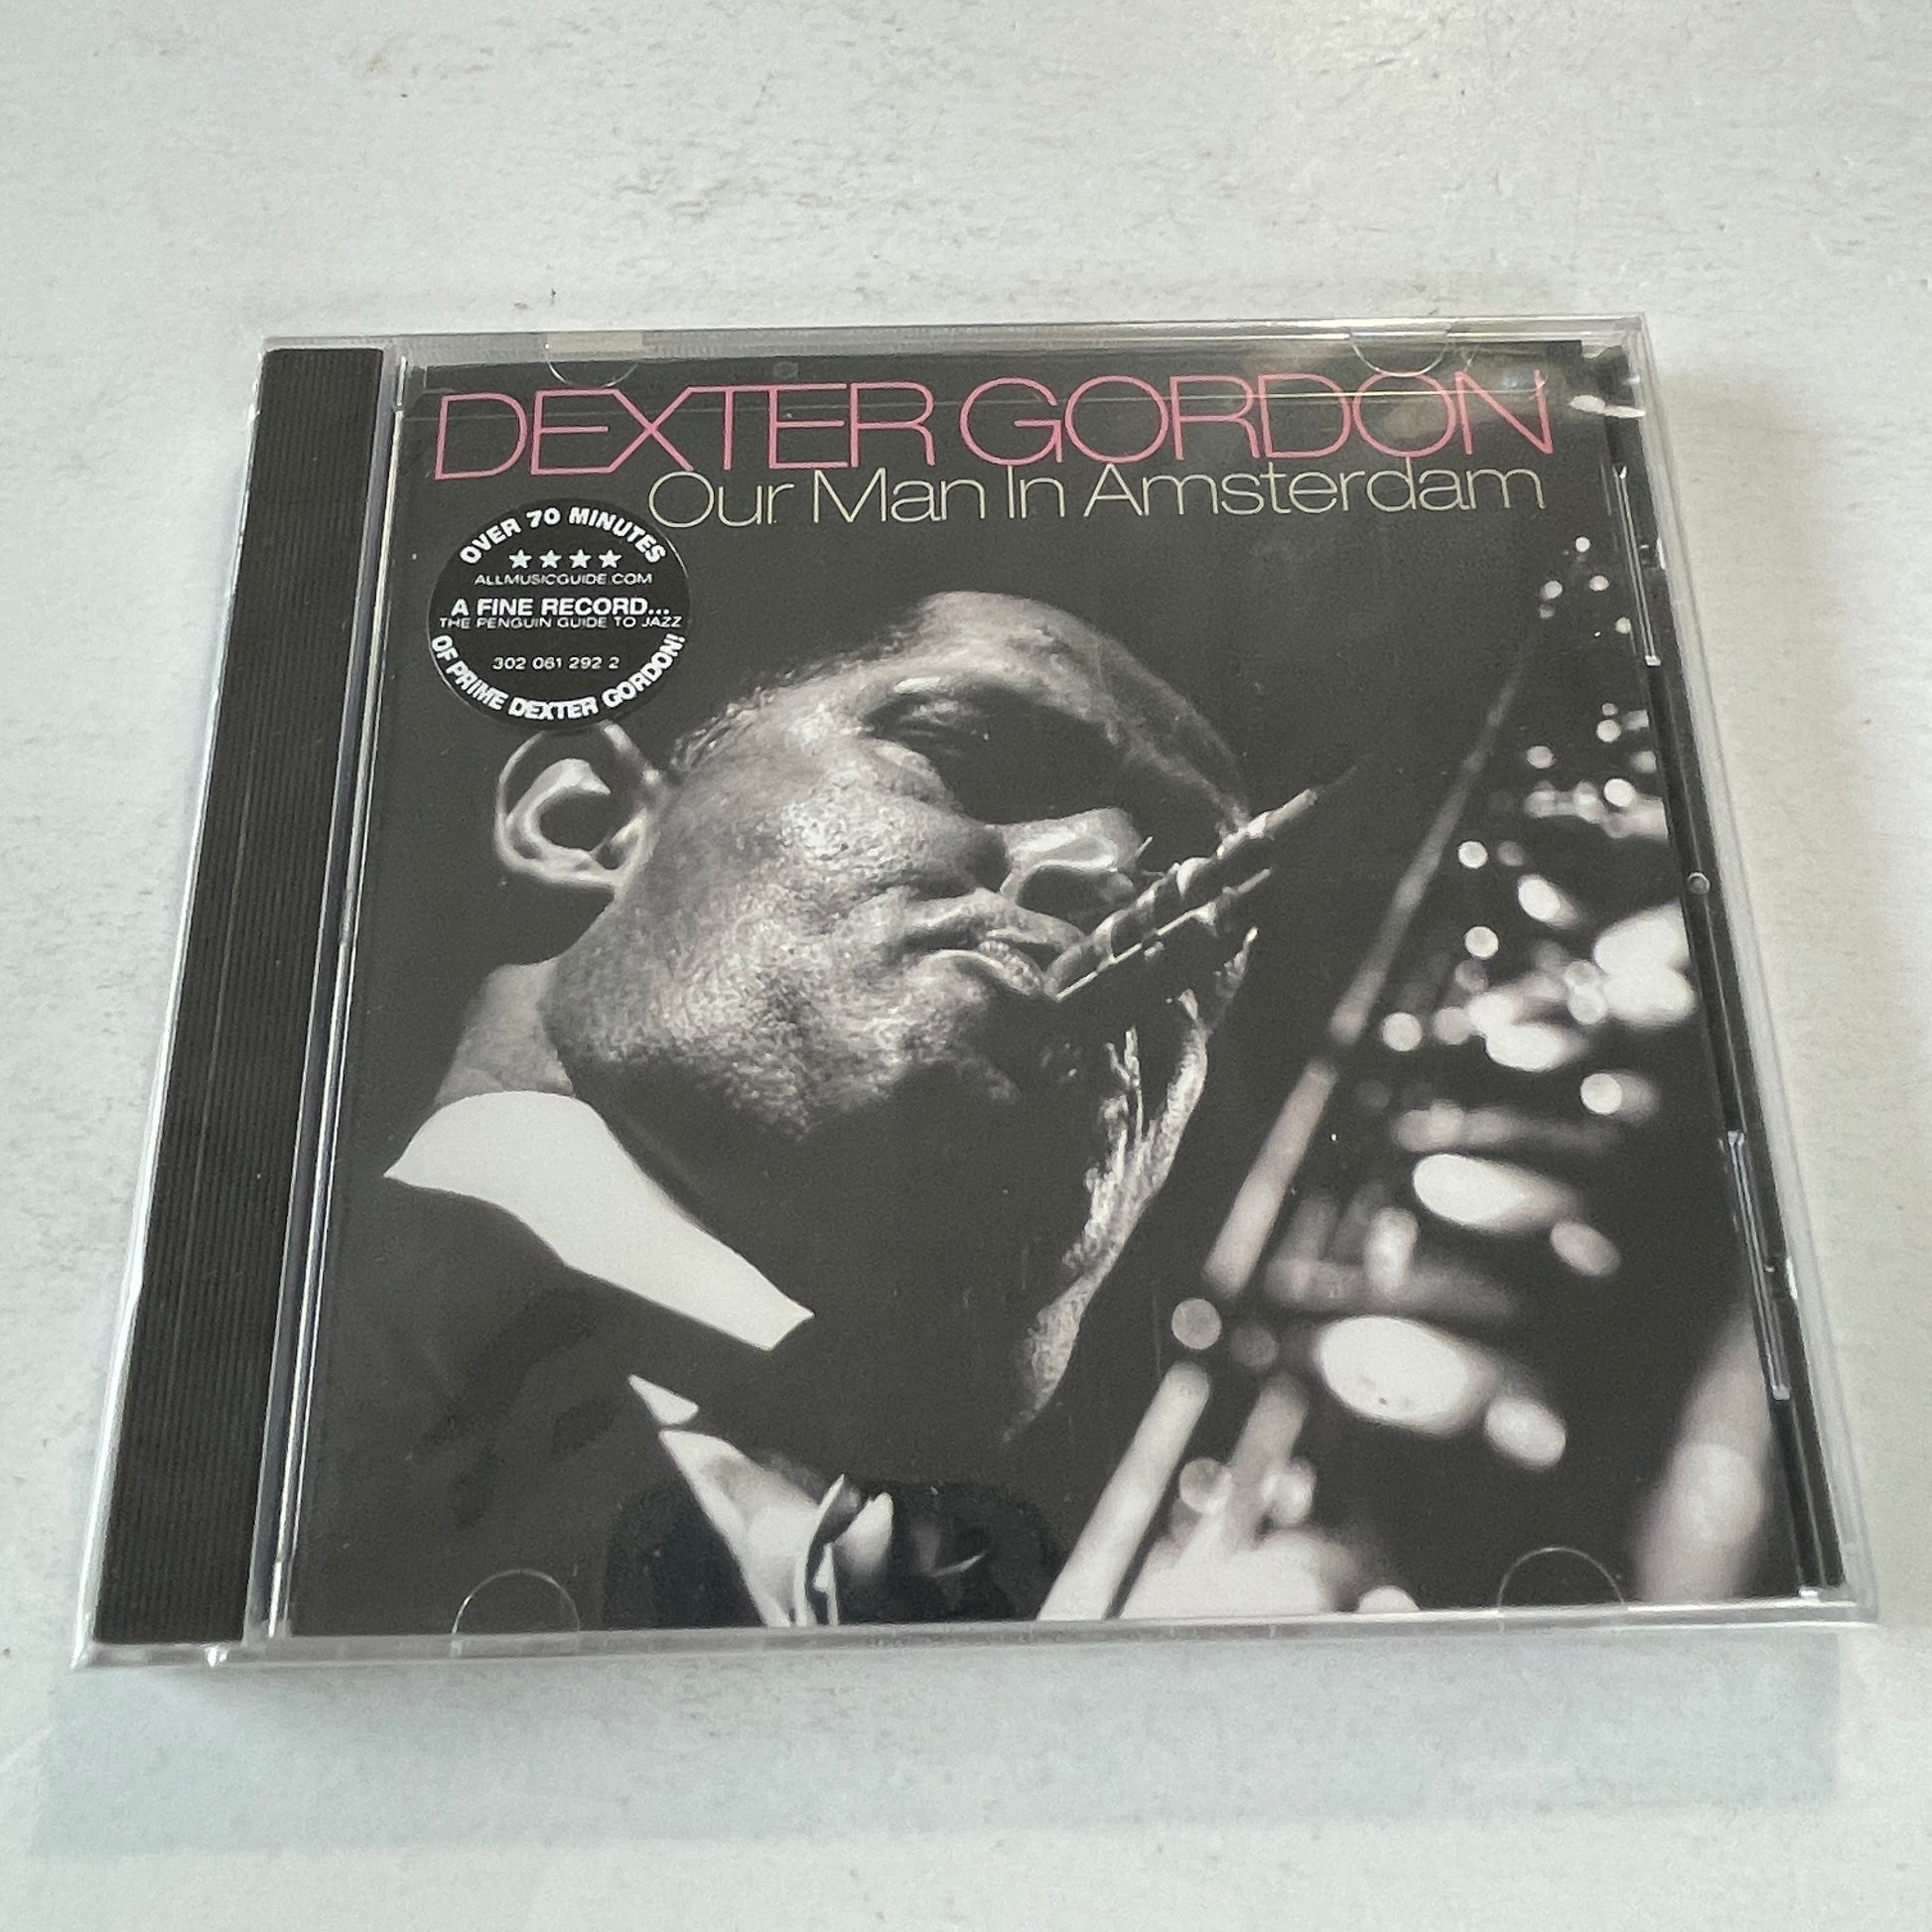 DEXTER GORDON
Our Man In Amsterdam
OVER 70 MINUTES
★★★★
ALLMUSICGUIDE.COM
A FINE RECORD...
THE PENGUIN GUIDE TO JAZZ
302 061 292 2
OF PRIME DEXTER GORDON!